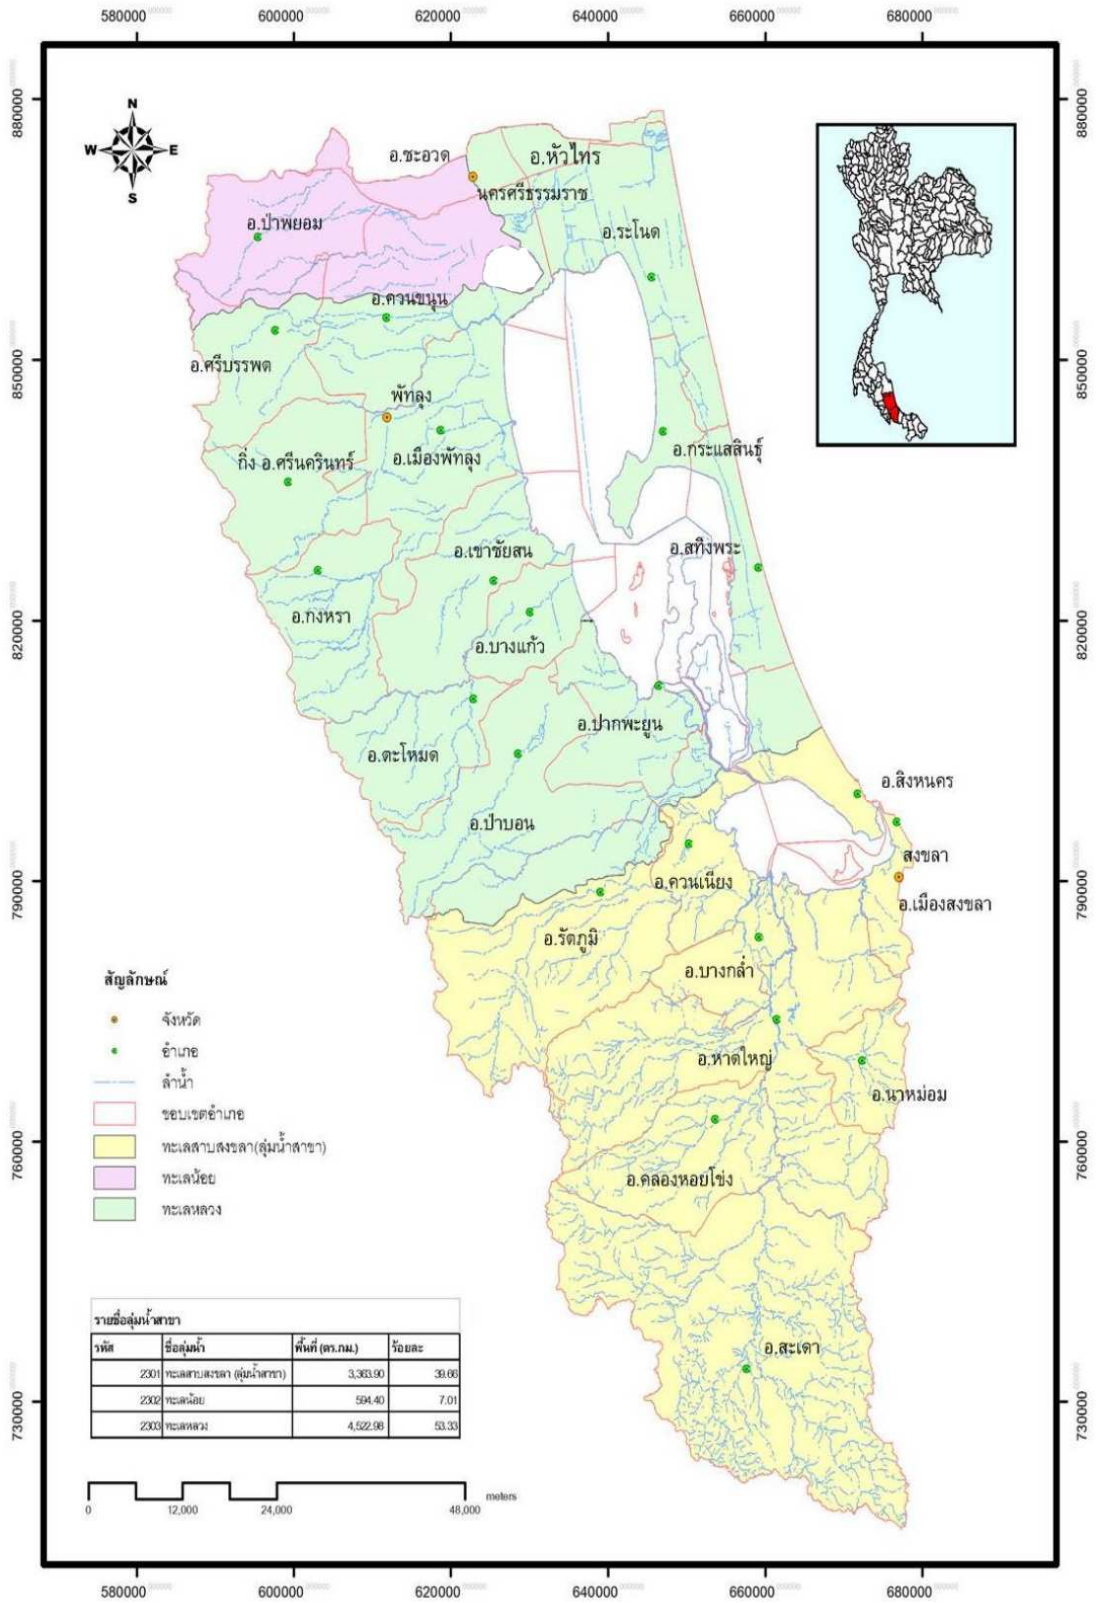 580000 600000 620000 640000 660000 680000
880000 880000
N
W E
S
อ.ชะอวด
อ.หัวไทร
นครศรีธรรมราช
อ.ป่าพยอม
อ.ระโนด
อ.ควนขนุน
850000 850000
อ.ศรีบรรพต
พัทลุง
อ.เมืองพัทลุง
อ.กระแสสินธุ์
กิ่ง อ.ศรีนครินทร์
อ.เขาชัยสน
อ.สทิงพระ
820000 820000
อ.กงหรา
อ.บางแก้ว
อ.ปากพะยูน
อ.ตะโหมด
อ.สิงหนคร
อ.ป่าบอน
สงขลา
790000 790000
อ.ควนเนียง
อ.เมืองสงขลา
อ.รัตภูมิ
อ.บางกล่ำ
สัญลักษณ์
จังหวัด
อำเภอ
ลำน้ำ
ขอบเขตอำเภอ
ทะเลสาบสงขลา(ลุ่มน้ำสาขา)
ทะเลน้อย
ทะเลหลวง
อ.หาดใหญ่
อ.นาหม่อม
760000 760000
อ.คลองหอยโข่ง
อ.สะเดา
รายชื่อลุ่มน้ำสาขา
รหัส ชื่อลุ่มน้ำ พื้นที่ (ตร.กม.) ร้อยละ
2301 ทะเลสาบสงขลา (ลุ่มน้ำสาขา) 3,363.90 39.66
2302 ทะเลน้อย 594.40 7.01
2303 ทะเลหลวง 4,522.98 53.33
730000 730000
meters
0 12,000 24,000 48,000
580000 600000 620000 640000 660000 680000